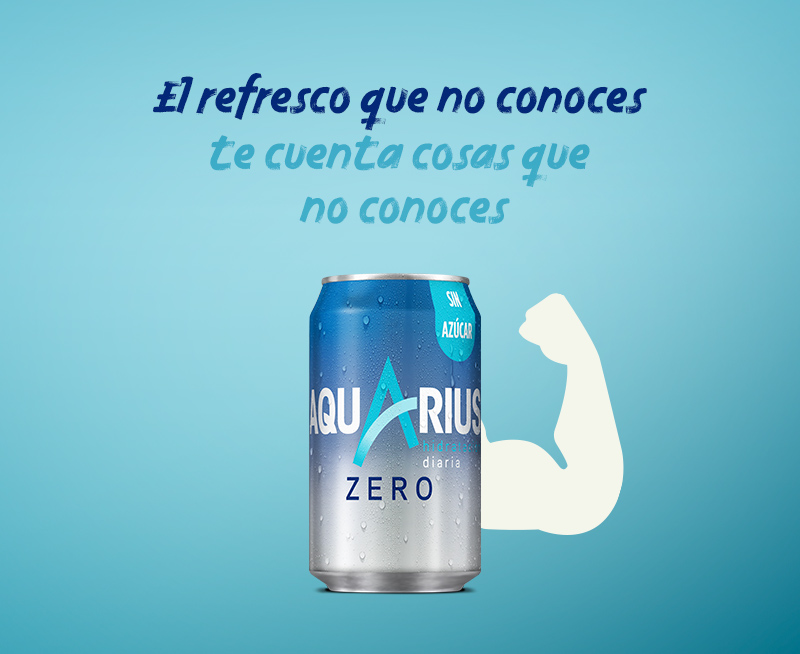 El refresco que no conoces
te cuenta cosas que
no conoces
SIN
AZÚCAR
AQUARIUS
diaria
ZERO